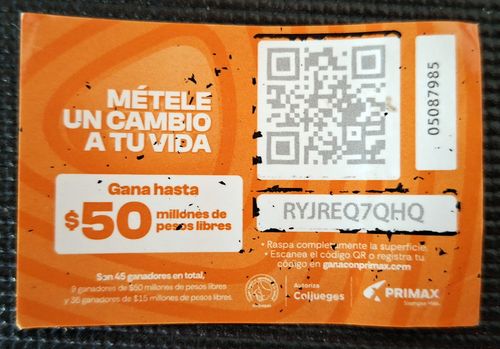 MÉTELE
UN CAMBIO
A TU VIDA
Gana hasta
$50 millones de
pesos libres
Son 45 ganadores en total,
9 ganadores de $50 millones de pesos libres
y 36 ganadores de $15 millones de pesos libres.
05087985
RYJREQ7QHQ
• Raspa completamente la superficie.
• Escanea el código QR o registra tu
código en ganaconprimax.com
Autoriza
Coljuegos
PRIMAX